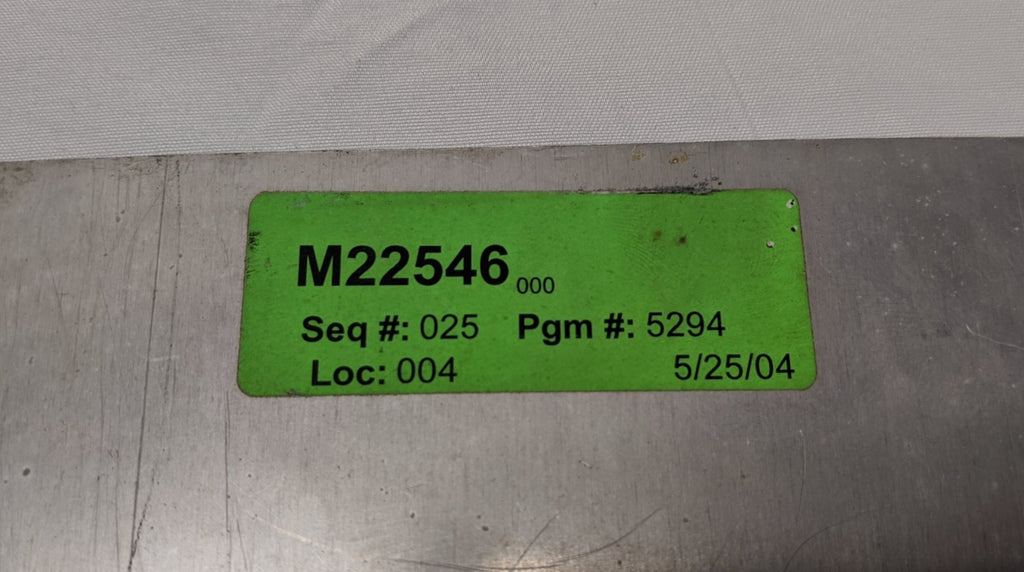 M22546 000
Seq #: 025 Pgm #: 5294
Loc: 004 5/25/04